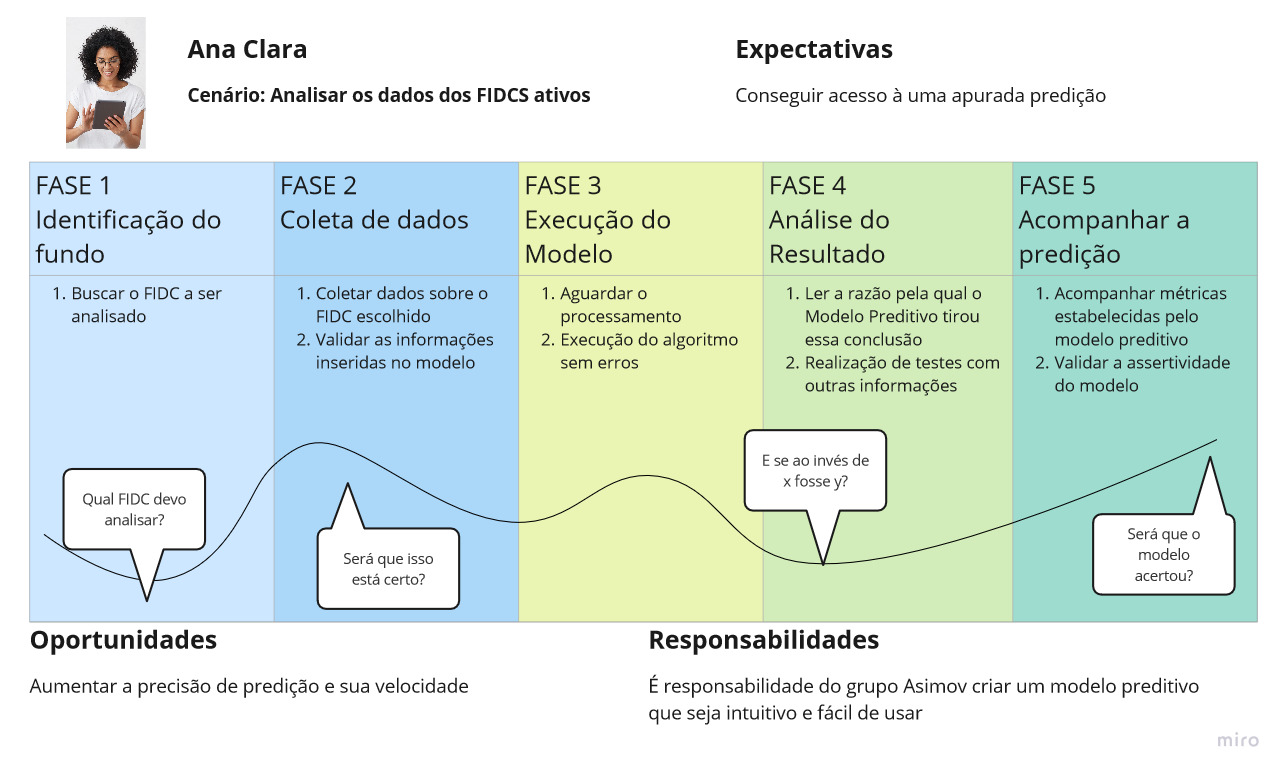 Ana Clara
Cenário: Analisar os dados dos FIDCS ativos
Expectativas
Conseguir acesso à uma apurada predição
FASE 1
Identificação do
fundo
1. Buscar o FIDC a ser
analisado
Qual FIDC devo
analisar?
FASE 2
Coleta de dados
1. Coletar dados sobre o
FIDC escolhido
2. Validar as informações
inseridas no modelo
Será que isso
está certo?
FASE 3
Execução do
Modelo
1. Aguardar o
processamento
2. Execução do algoritmo
sem erros
FASE 4
Análise do
Resultado
1. Ler a razão pela qual o
Modelo Preditivo tirou
essa conclusão
2. Realização de testes com
outras informações
E se ao invés de
x fosse y?
FASE 5
Acompanhar a
predição
1. Acompanhar métricas
estabelecidas pelo
modelo preditivo
2. Validar a assertividade
do modelo
Será que o
modelo
acertou?
Oportunidades
Aumentar a precisão de predição e sua velocidade
Responsabilidades
É responsabilidade do grupo Asimov criar um modelo preditivo
que seja intuitivo e fácil de usar
miro